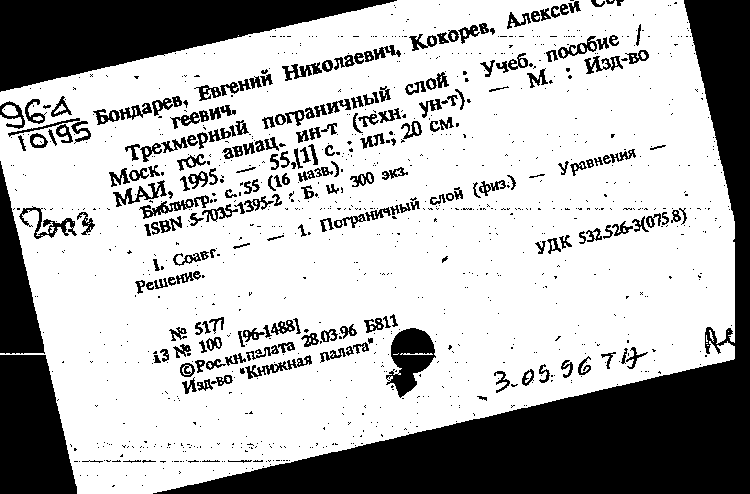 96-4
10195
Бондарев, Евгений Николаевич, Кокорев, Алексей Сер
геевич.
Трехмерный пограничный слой : Учеб. пособие /
Моск. гос. авиац. ин-т (техн. ун-т). — М. : Изд-во
МАИ, 1995. — 55,[1] с. : ил.; 20 см.
Библиогр.: с. 55 (16 назв.).
ISBN 5-7035-1395-2 : Б. ц., 300 экз.
2экз
I. Соавт. — — 1. Пограничный слой (физ.) — Уравнения —
Решение.
УДК 532.526-3(075.8)
№ 5177
13 № 100 [96-1488]
©Рос.кн.палата 28.03.96 Б811
Изд-во "Книжная палата"
3.05.96